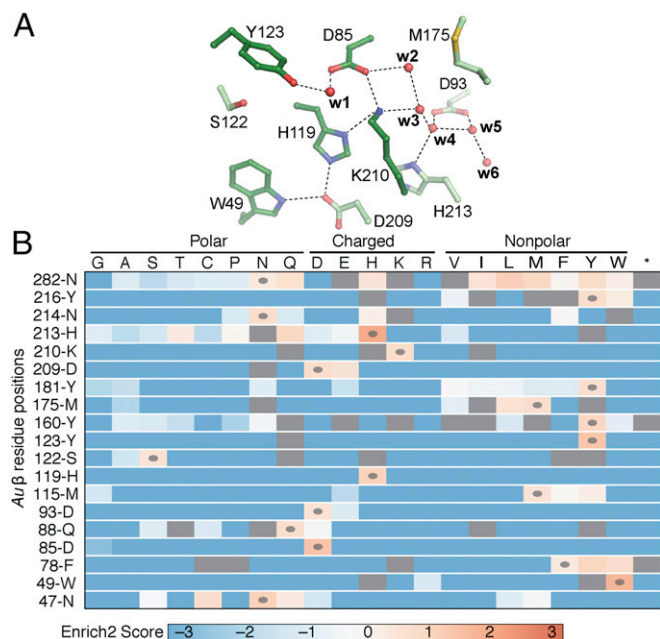 A
Y123 D85 M175
w2
D93
w1
S122 w3 w5
w4
H119
w6
K210
W49
H213
D209
B
Polar Charged Nonpolar
G A S T C P N Q D E H K R V I L M F Y W *
282-N
216-Y
214-N
213-H
210-K
209-D
181-Y
175-M
160-Y
123-Y
122-S
119-H
115-M
93-D
88-Q
85-D
78-F
49-W
47-N
Auβ residue positions
Enrich2 Score −3 −2 −1 0 1 2 3